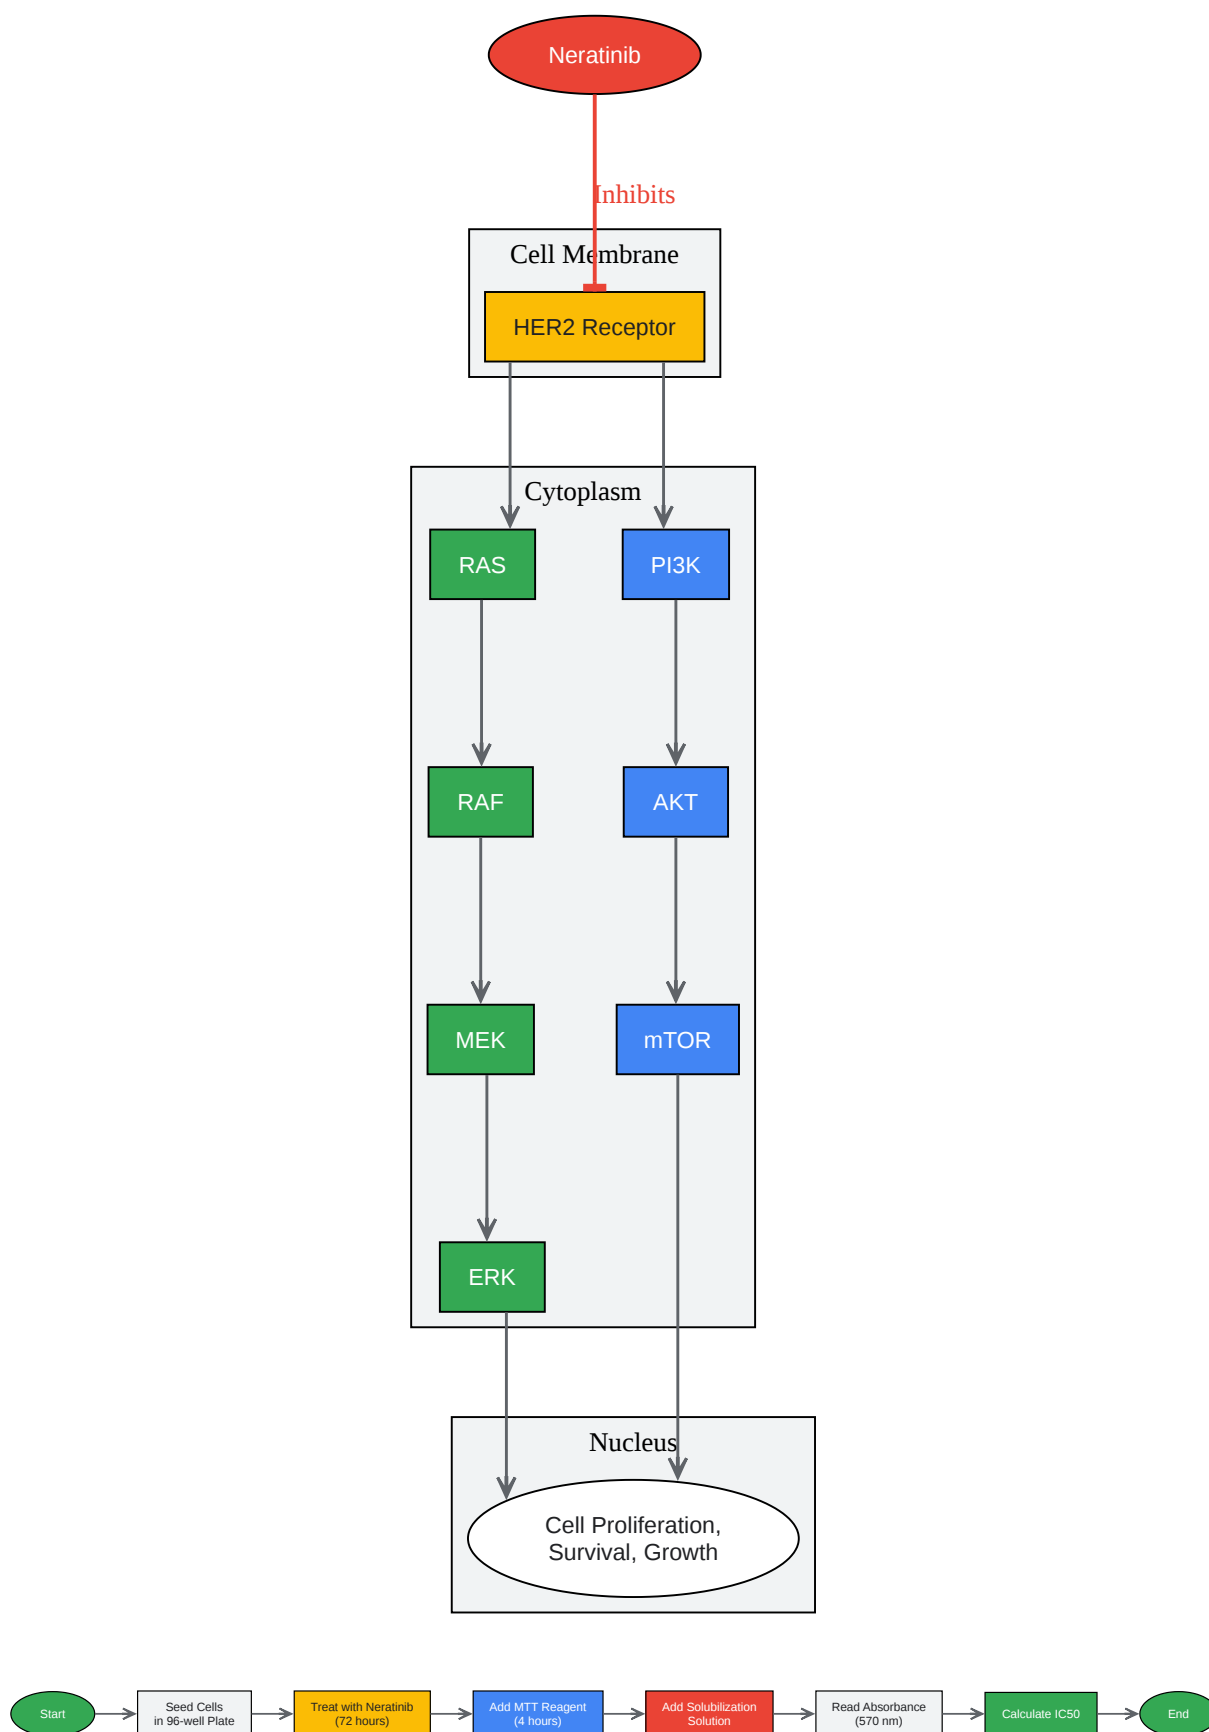 Neratinib
Inhibits
Cell Membrane
HER2 Receptor
Cytoplasm
RAS
PI3K
RAF
AKT
MEK
mTOR
ERK
Nucleus
Cell Proliferation,
Survival, Growth
Start
Seed Cells
in 96-well Plate
Treat with Neratinib
(72 hours)
Add MTT Reagent
(4 hours)
Add Solubilization
Solution
Read Absorbance
(570 nm)
Calculate IC50
End